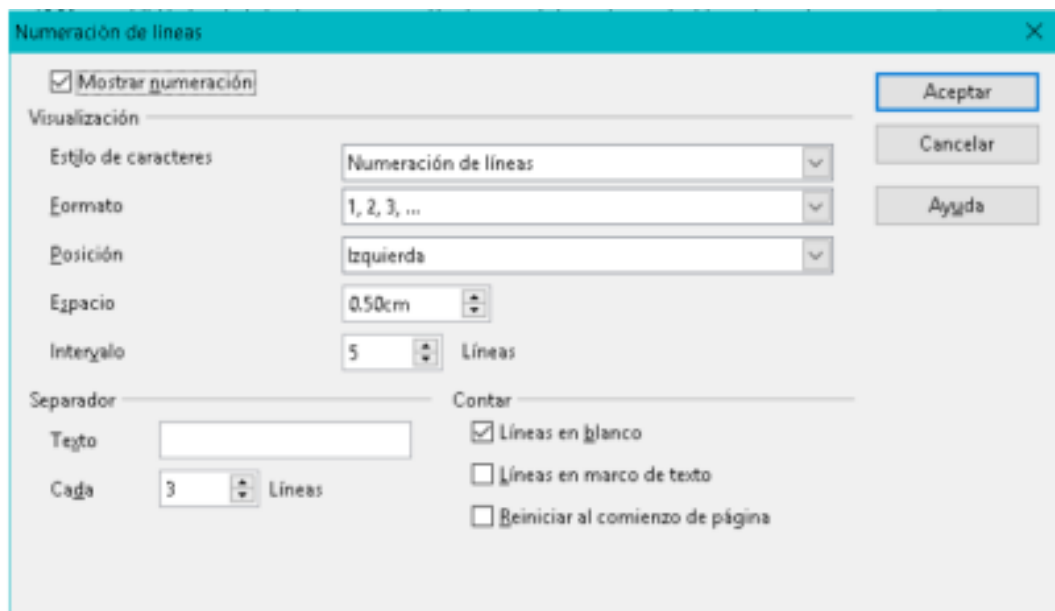 Numeración de líneas
Mostrar numeración
Aceptar
Visualización
Cancelar
Estilo de caracteres
Numeración de líneas
Formato
1, 2, 3, ...
Ayuda
Posición
Izquierda
Espacio
0.50cm
Intervalo
5
Líneas
Separador
Contar
Texto
Líneas en blanco
Cada
3
Líneas
Líneas en marco de texto
Reiniciar al comienzo de página